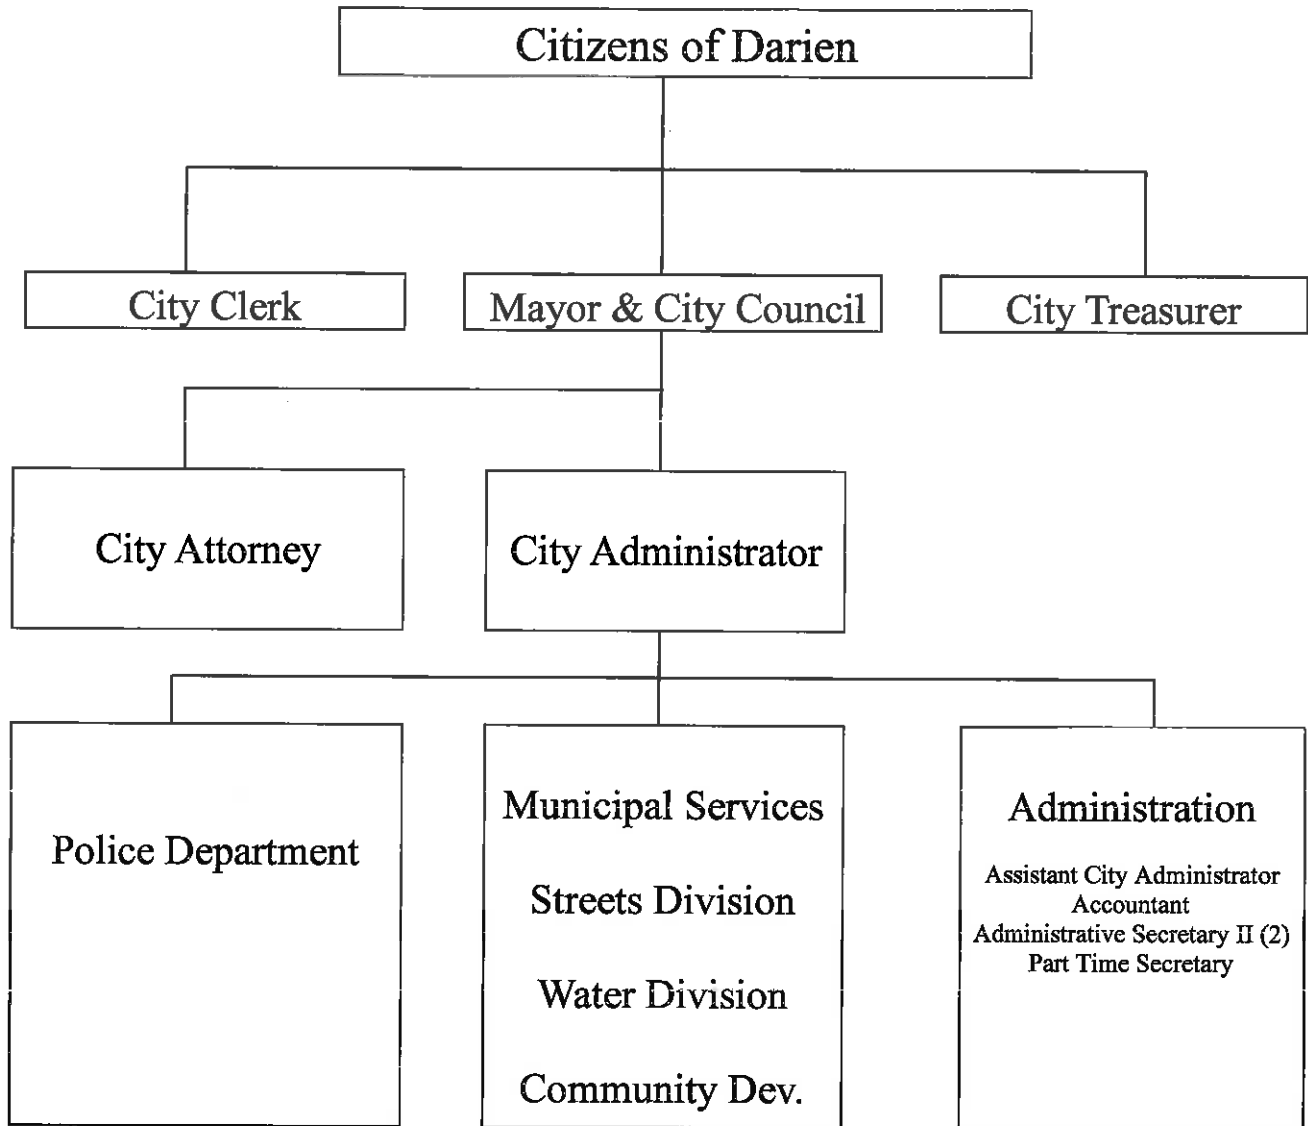 Citizens of Darien
City Clerk
Mayor & City Council
City Treasurer
City Attorney
City Administrator
Police Department
Municipal Services
Streets Division
Water Division
Community Dev.
Administration
Assistant City Administrator
Accountant
Administrative Secretary II (2)
Part Time Secretary